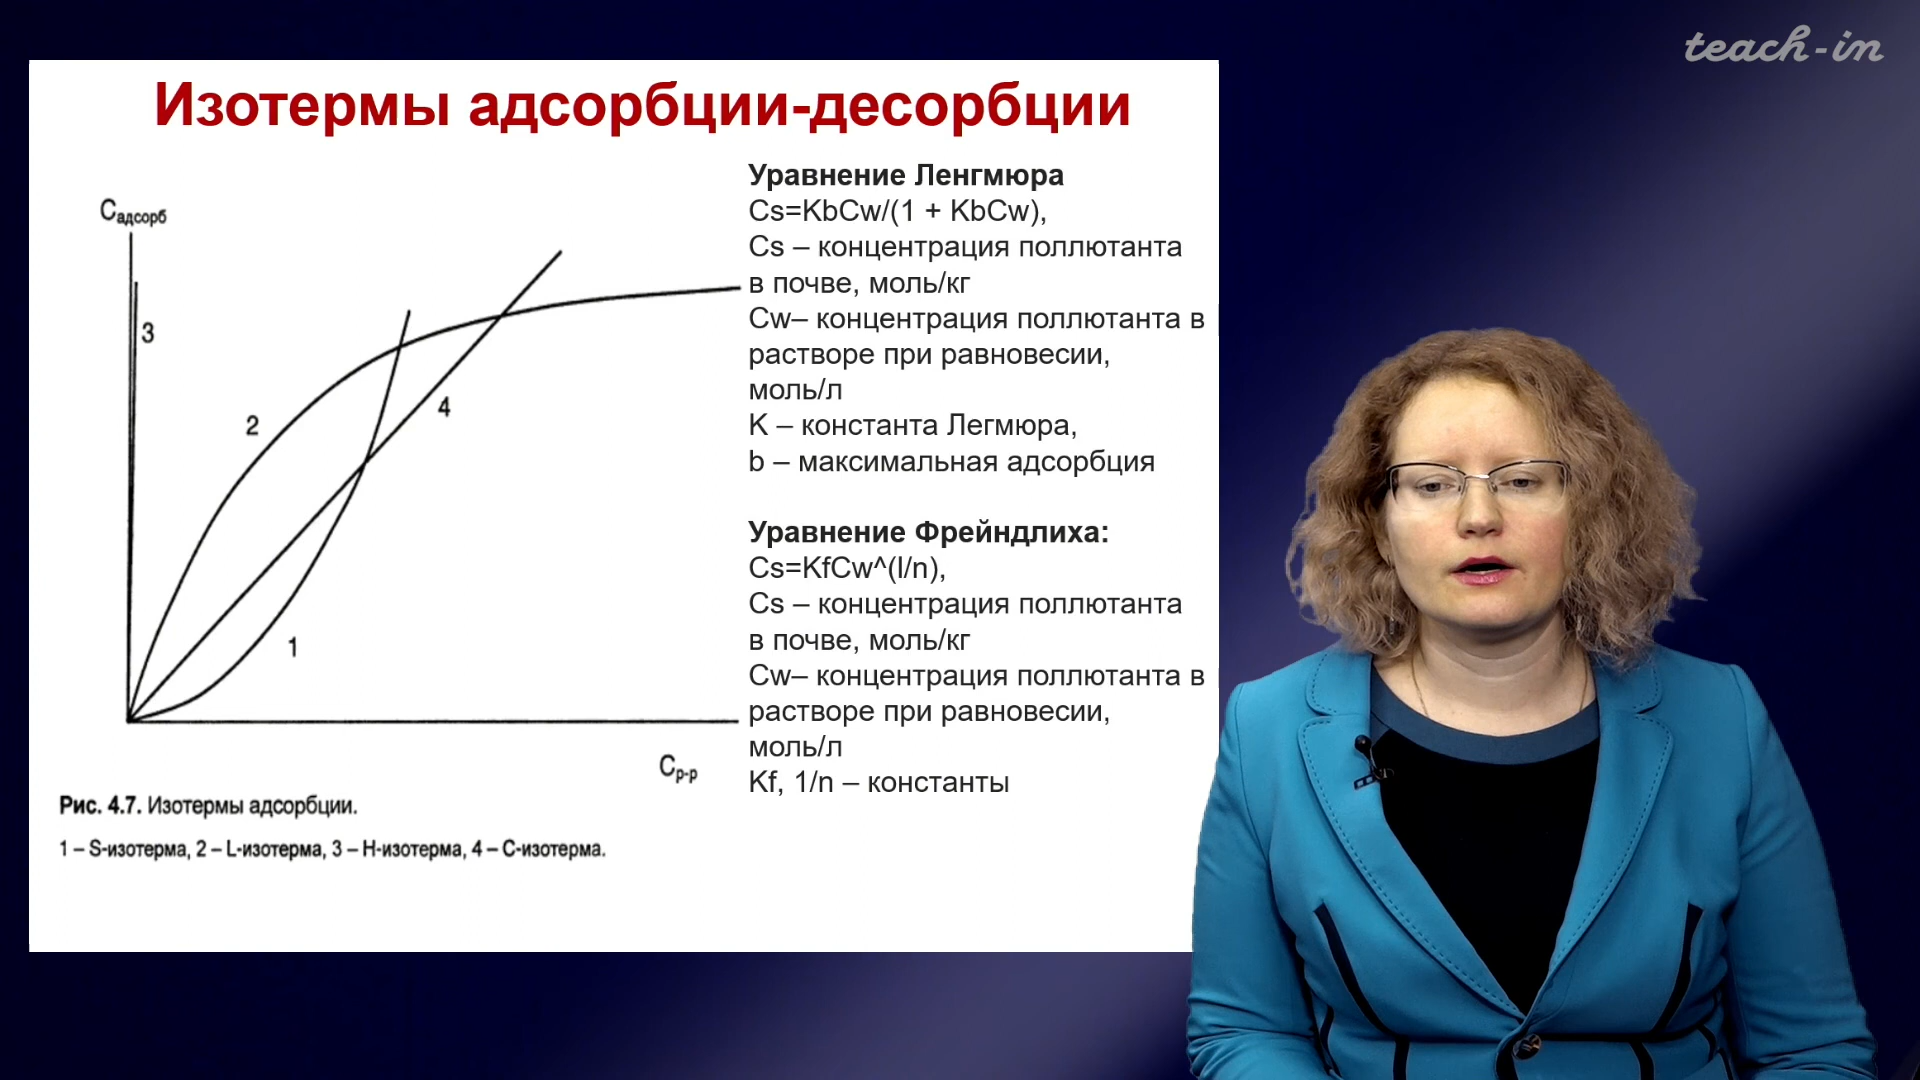 teach-in
Изотермы адсорбции-десорбции
Уравнение Ленгмюра
Cs=KbCw/(1 + KbCw),
Cs – концентрация поллютанта
в почве, моль/кг
Cw– концентрация поллютанта в
растворе при равновесии,
моль/л
K – константа Легмюра,
b – максимальная адсорбция
Уравнение Фрейндлиха:
Cs=KfCw^(l/n),
Cs – концентрация поллютанта
в почве, моль/кг
Cw– концентрация поллютанта в
растворе при равновесии,
моль/л
Kf, 1/n – константы
Cадсорб
3
2
4
1
Cр-р
Рис. 4.7. Изотермы адсорбции.
1 – S-изотерма, 2 – L-изотерма, 3 – H-изотерма, 4 – C-изотерма.